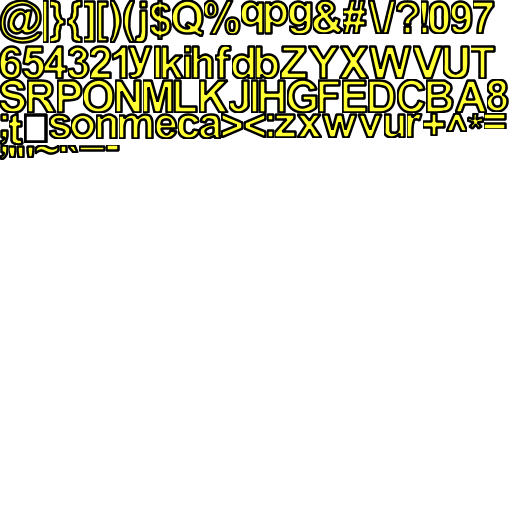 @|}{][)(j$Q%qpg&#\/?!097
654321ylkihfdbZYXWVUT
SRPONMLKJIHGFEDCBA8
;t□sonmeca><:zxwvur+^*=
,"'~`—-